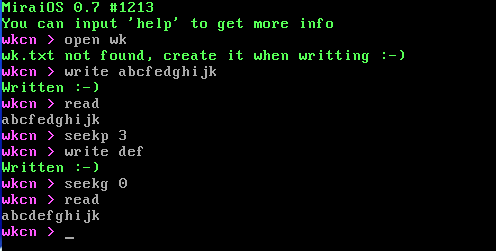 MiraiOS 0.7 #1213
You can input 'help' to get more info
wkcn > open wk
wk.txt not found, create it when writting :-)
wkcn > write abcfedghijk
Written :-)
wkcn > read
abcfedghijk
wkcn > seekp 3
wkcn > write def
Written :-)
wkcn > seekg 0
wkcn > read
abcdefghijk
wkcn > _